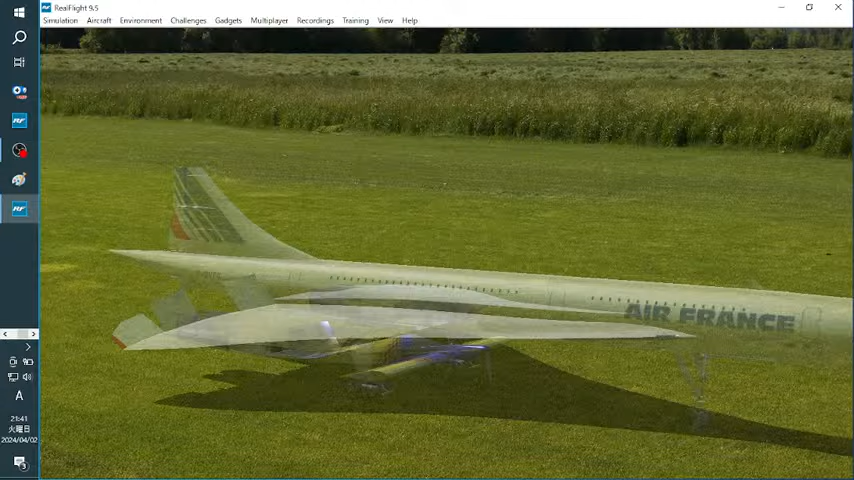 RealFlight 9.5
Simulation Aircraft Environment Challenges Gadgets Multiplayer Recordings Training View Help
AIR FRANCE
A
21:41
火曜日
2024/04/02
3